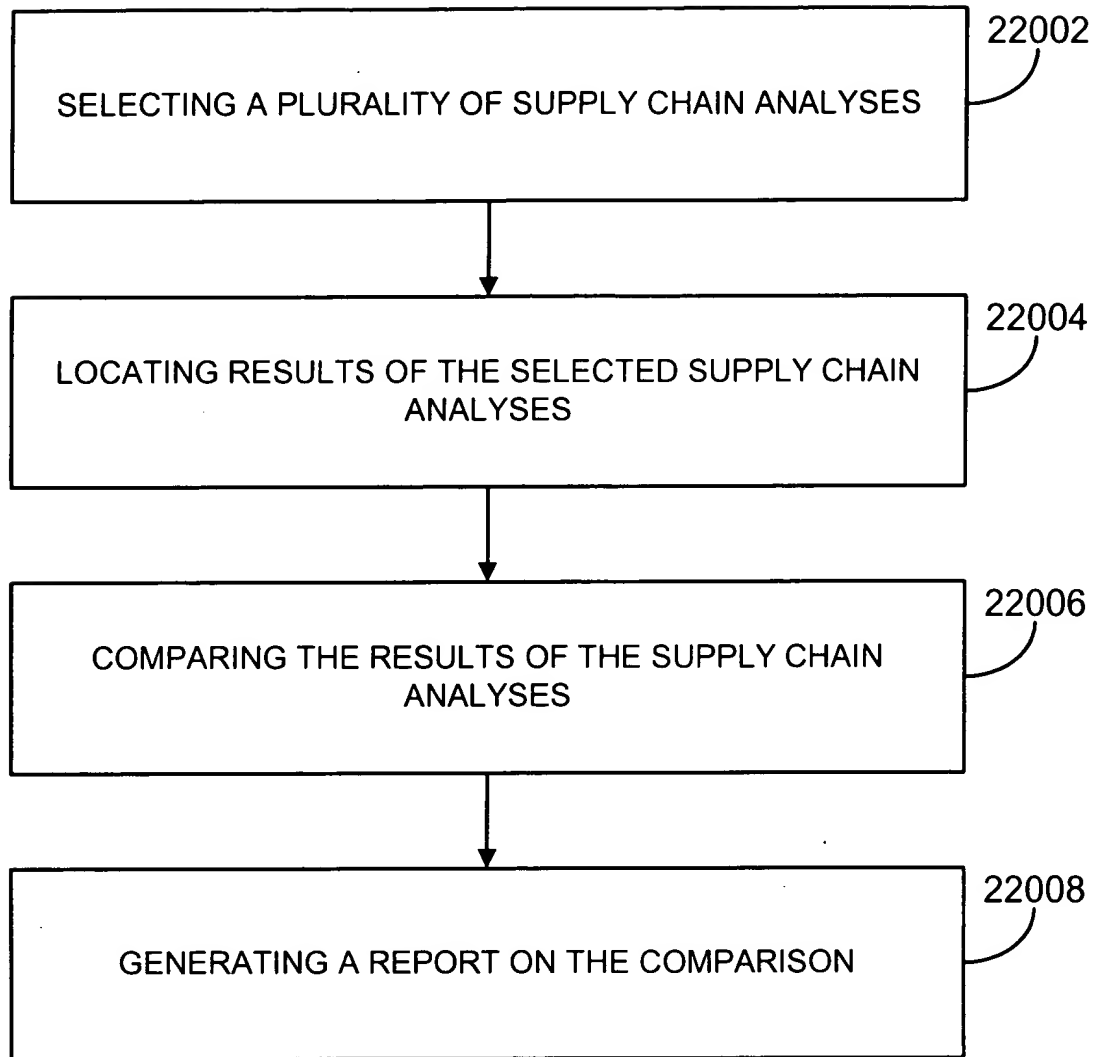 22002
SELECTING A PLURALITY OF SUPPLY CHAIN ANALYSES
22004
LOCATING RESULTS OF THE SELECTED SUPPLY CHAIN
ANALYSES
22006
COMPARING THE RESULTS OF THE SUPPLY CHAIN
ANALYSES
22008
GENERATING A REPORT ON THE COMPARISON